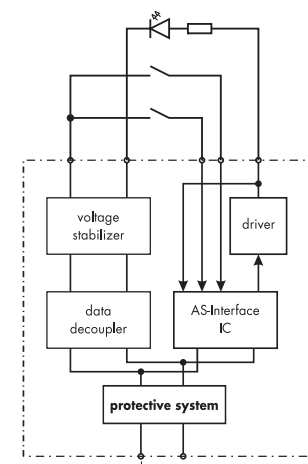 voltage
stabilizer
driver
data
decoupler
AS-Interface
IC
protective system